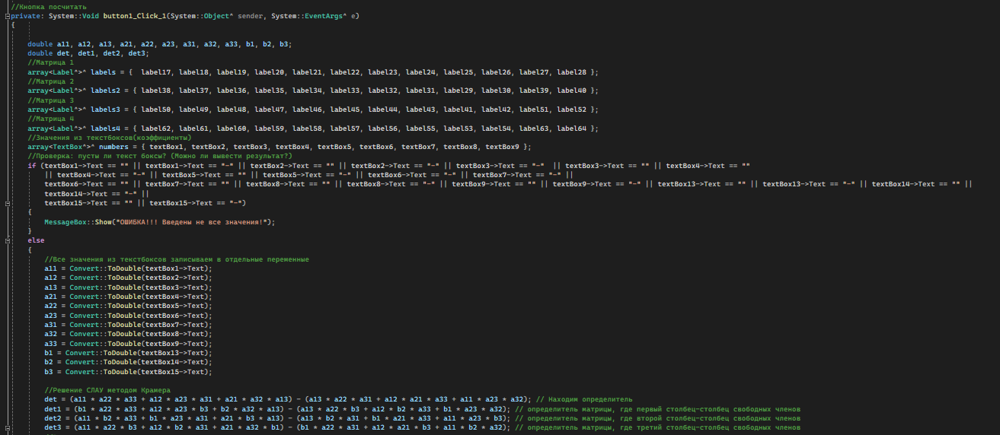 //Кнопка посчитать
private: System::Void button1_Click_1(System::Object^ sender, System::EventArgs^ e)
{
double a11, a12, a13, a21, a22, a23, a31, a32, a33, b1, b2, b3;
double det, det1, det2, det3;
//Матрица 1
array<Label^>^ labels = {  label17, label18, label19, label20, label21, label22, label23, label24, label25, label26, label27, label28 };
//Матрица 2
array<Label^>^ labels2 = { label38, label37, label36, label35, label34, label33, label32, label31, label29, label30, label39, label40 };
//Матрица 3
array<Label^>^ labels3 = { label50, label49, label48, label47, label46, label45, label44, label43, label41, label42, label51, label52 };
//Матрица 4
array<Label^>^ labels4 = { label62, label61, label60, label59, label58, label57, label56, label55, label53, label54, label63, label64 };
//Значения из текстбоксов(коэффициенты)
array<TextBox^>^ numbers = { textBox1, textBox2, textBox3, textBox4, textBox5, textBox6, textBox7, textBox8, textBox9 };
//Проверка: пусты ли текст боксы? (Можно ли вывести результат?)
if (textBox1->Text == "" || textBox1->Text == "-" || textBox2->Text == "" || textBox2->Text == "-" || textBox3->Text == "-"  || textBox3->Text == "" || textBox4->Text == ""
|| textBox4->Text == "-" || textBox5->Text == "" || textBox5->Text == "-" || textBox6->Text == "-" || textBox7->Text == "-" ||
textBox6->Text == "" || textBox7->Text == "" || textBox8->Text == "" || textBox8->Text == "-" || textBox9->Text == "" || textBox9->Text == "-" || textBox13->Text == "" || textBox13->Text == "-" || textBox14->Text == "" ||
textBox14->Text == "-" ||
textBox15->Text == "" || textBox15->Text == "-")
{
MessageBox::Show("ОШИБКА!!! Введены не все значения!");
}
else
{
//Все значения из текстбоксов записываем в отдельные переменные
a11 = Convert::ToDouble(textBox1->Text);
a12 = Convert::ToDouble(textBox2->Text);
a13 = Convert::ToDouble(textBox3->Text);
a21 = Convert::ToDouble(textBox4->Text);
a22 = Convert::ToDouble(textBox5->Text);
a23 = Convert::ToDouble(textBox6->Text);
a31 = Convert::ToDouble(textBox7->Text);
a32 = Convert::ToDouble(textBox8->Text);
a33 = Convert::ToDouble(textBox9->Text);
b1 = Convert::ToDouble(textBox13->Text);
b2 = Convert::ToDouble(textBox14->Text);
b3 = Convert::ToDouble(textBox15->Text);
//Решение СЛАУ методом Крамера
det = (a11 * a22 * a33 + a12 * a23 * a31 + a21 * a32 * a13) - (a13 * a22 * a31 + a12 * a21 * a33 + a11 * a23 * a32); // Находим определитель
det1 = (b1 * a22 * a33 + a12 * a23 * b3 + b2 * a32 * a13) - (a13 * a22 * b3 + a12 * b2 * a33 + b1 * a23 * a32); // определитель матрицы, где первый столбец-столбец свободных членов
det2 = (a11 * b2 * a33 + b1 * a23 * a31 + a21 * b3 * a13) - (a13 * b2 * a31 + b1 * a21 * a33 + a11 * a23 * b3); // определитель матрицы, где второй столбец-столбец свободных членов
det3 = (a11 * a22 * b3 + a12 * b2 * a31 + a21 * a32 * b1) - (b1 * a22 * a31 + a12 * a21 * b3 + a11 * b2 * a32); // определитель матрицы, где третий столбец-столбец свободных членов